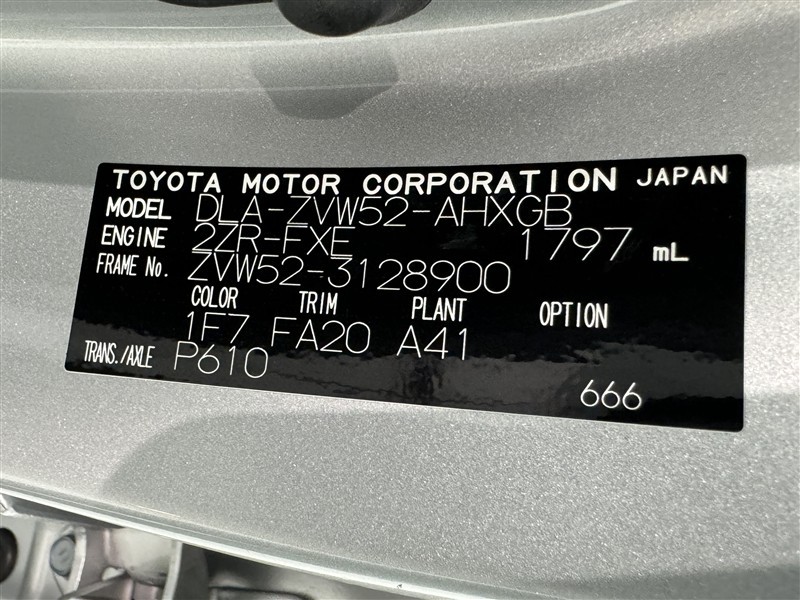 TOYOTA MOTOR CORPORATION JAPAN
MODEL DLA-ZVW52-AHXGB
ENGINE 2ZR-FXE 1797 mL
FRAME No. ZVW52-3128900
COLOR TRIM PLANT OPTION
1F7 FA20 A41
TRANS./AXLE P610
666